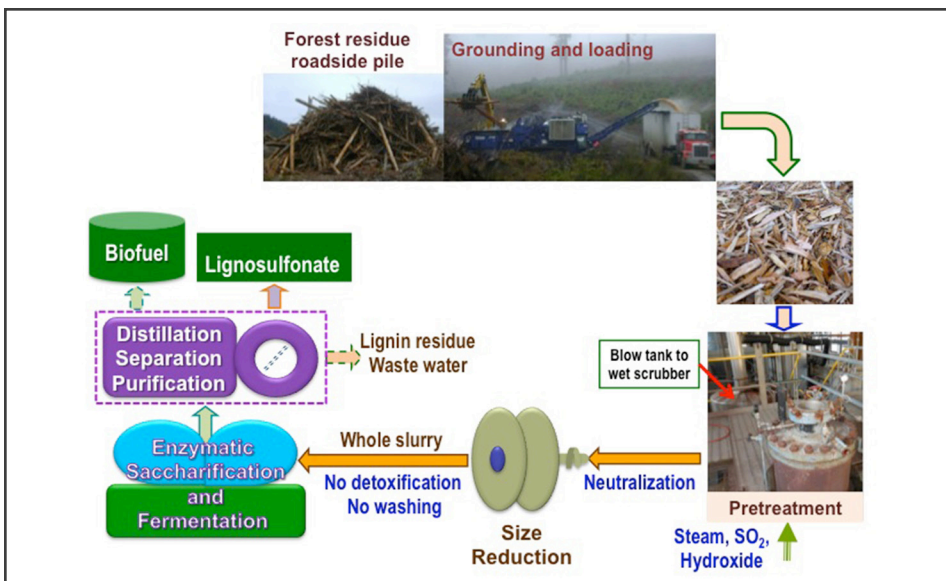 Forest residue
roadside pile
Grounding and loading
Biofuel
Lignosulfonate
Distillation
Separation
Purification
Lignin residue
Waste water
Blow tank to
wet scrubber
Enzymatic
Saccharification
and
Fermentation
Whole slurry
No detoxification
No washing
Neutralization
Size
Reduction
Pretreatment
Steam, SO₂,
Hydroxide